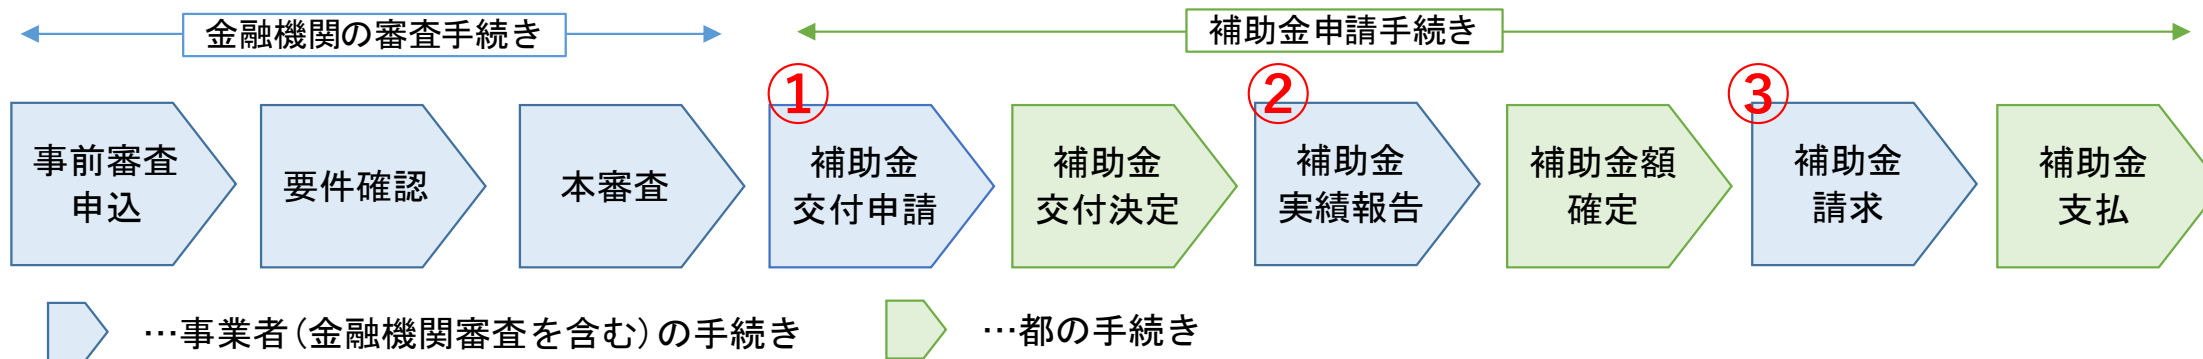 金融機関の審査手続き
補助金申請手続き
事前審査
申込
要件確認
本審査
①
補助金
交付申請
補助金
交付決定
②
補助金
実績報告
補助金額
確定
③
補助金
請求
補助金
支払
…事業者(金融機関審査を含む)の手続き
…都の手続き